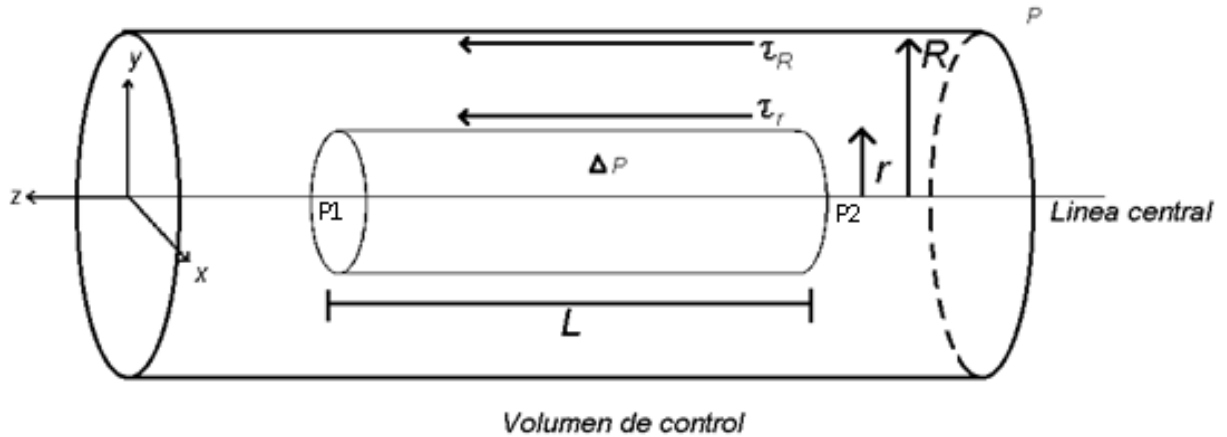 P
y
τR
R
τr
ΔP
r
z
P1
P2
Linea central
x
L
Volumen de control